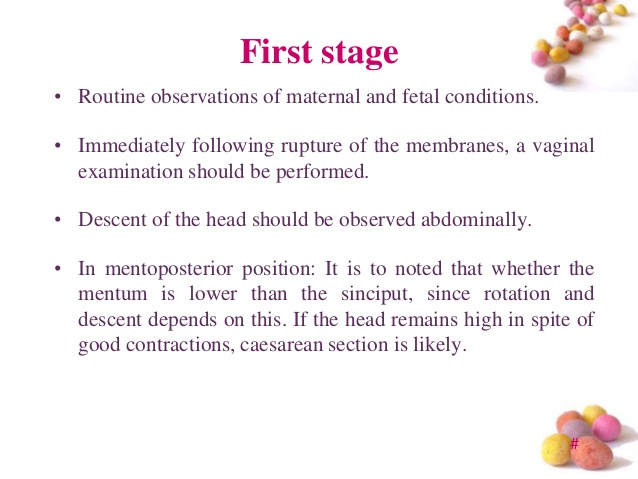 First stage
• Routine observations of maternal and fetal conditions.
• Immediately following rupture of the membranes, a vaginal
examination should be performed.
• Descent of the head should be observed abdominally.
• In mentoposterior position: It is to noted that whether the
mentum is lower than the sinciput, since rotation and
descent depends on this. If the head remains high in spite of
good contractions, caesarean section is likely.
#